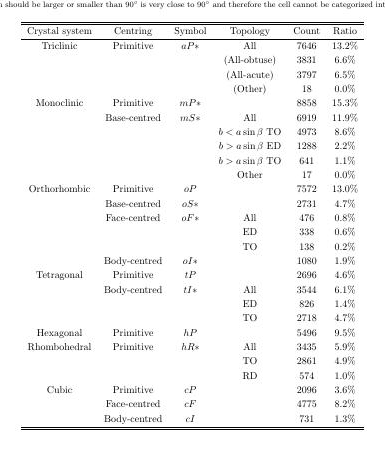 n should be larger or smaller than 90° is very close to 90° and therefore the cell cannot be categorized int
Crystal system Centring Symbol Topology Count Ratio
Triclinic Primitive aP∗ All 7646 13.2%
(All-obtuse) 3831 6.6%
(All-acute) 3797 6.5%
(Other) 18 0.0%
Monoclinic Primitive mP∗ 8858 15.3%
Base-centred mS∗ All 6919 11.9%
b < a sin β TO 4973 8.6%
b > a sin β ED 1288 2.2%
b > a sin β TO 641 1.1%
Other 17 0.0%
Orthorhombic Primitive oP 7572 13.0%
Base-centred oS∗ 2731 4.7%
Face-centred oF∗ All 476 0.8%
ED 338 0.6%
TO 138 0.2%
Body-centred oI∗ 1080 1.9%
Tetragonal Primitive tP 2696 4.6%
Body-centred tI∗ All 3544 6.1%
ED 826 1.4%
TO 2718 4.7%
Hexagonal Primitive hP 5496 9.5%
Rhombohedral Primitive hR∗ All 3435 5.9%
TO 2861 4.9%
RD 574 1.0%
Cubic Primitive cP 2096 3.6%
Face-centred cF 4775 8.2%
Body-centred cI 731 1.3%